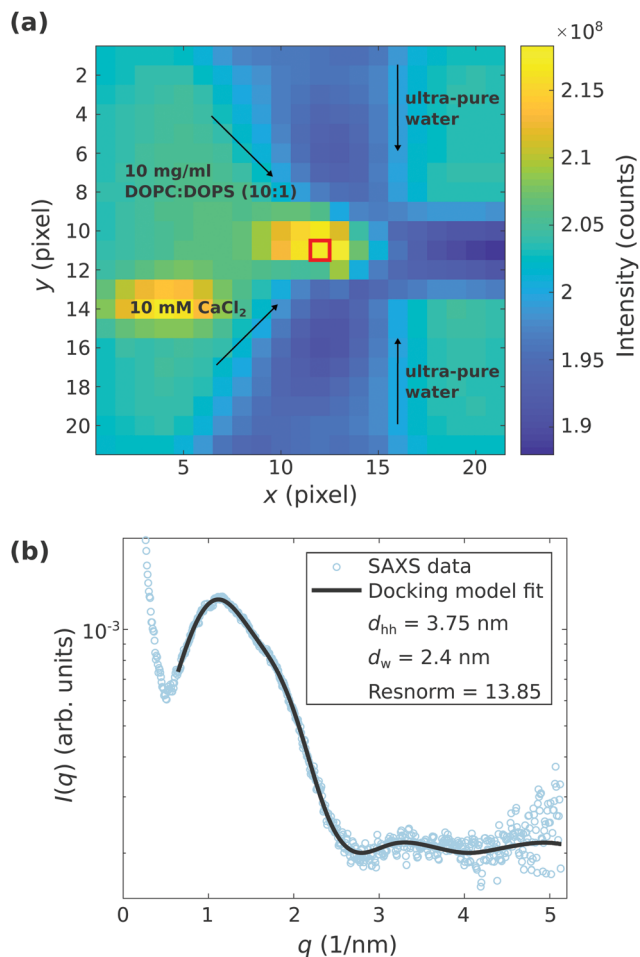 (a)
×10⁸
2
4
6
8
10
12
14
16
18
20
y (pixel)
5
10
15
20
x (pixel)
ultra-pure
water
10 mg/ml
DOPC:DOPS (10:1)
10 mM CaCl₂
ultra-pure
water
2.15
2.1
2.05
2
1.95
1.9
Intensity (counts)
(b)
SAXS data
Docking model fit
d_hh = 3.75 nm
d_w = 2.4 nm
Resnorm = 13.85
10⁻³
I(q) (arb. units)
0
1
2
3
4
5
q (1/nm)